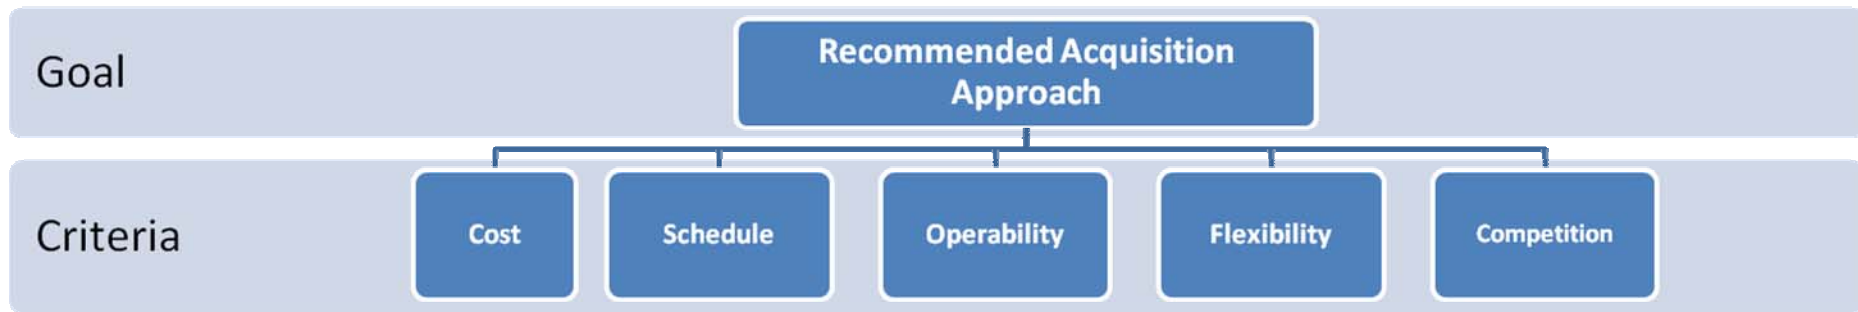 Goal
Recommended Acquisition
Approach
Criteria
Cost
Schedule
Operability
Flexibility
Competition